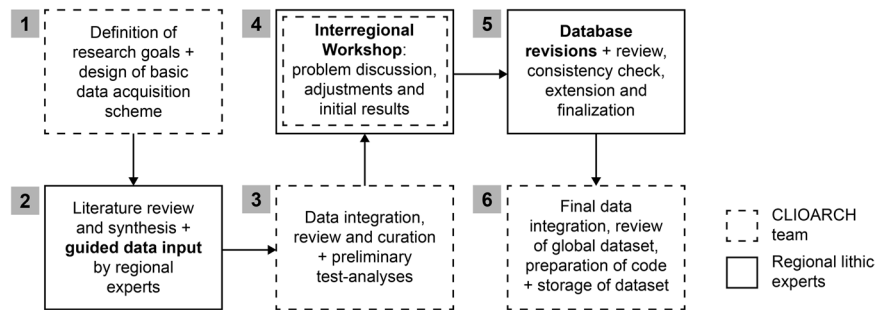 1
Definition of
research goals +
design of basic
data acquisition
scheme
2
Literature review
and synthesis +
guided data input
by regional
experts
3
Data integration,
review and curation
+ preliminary
test-analyses
4
Interregional
Workshop:
problem discussion,
adjustments and
initial results
5
Database
revisions + review,
consistency check,
extension and
finalization
6
Final data
integration, review
of global dataset,
preparation of code
+ storage of dataset
CLIOARCH
team
Regional lithic
experts